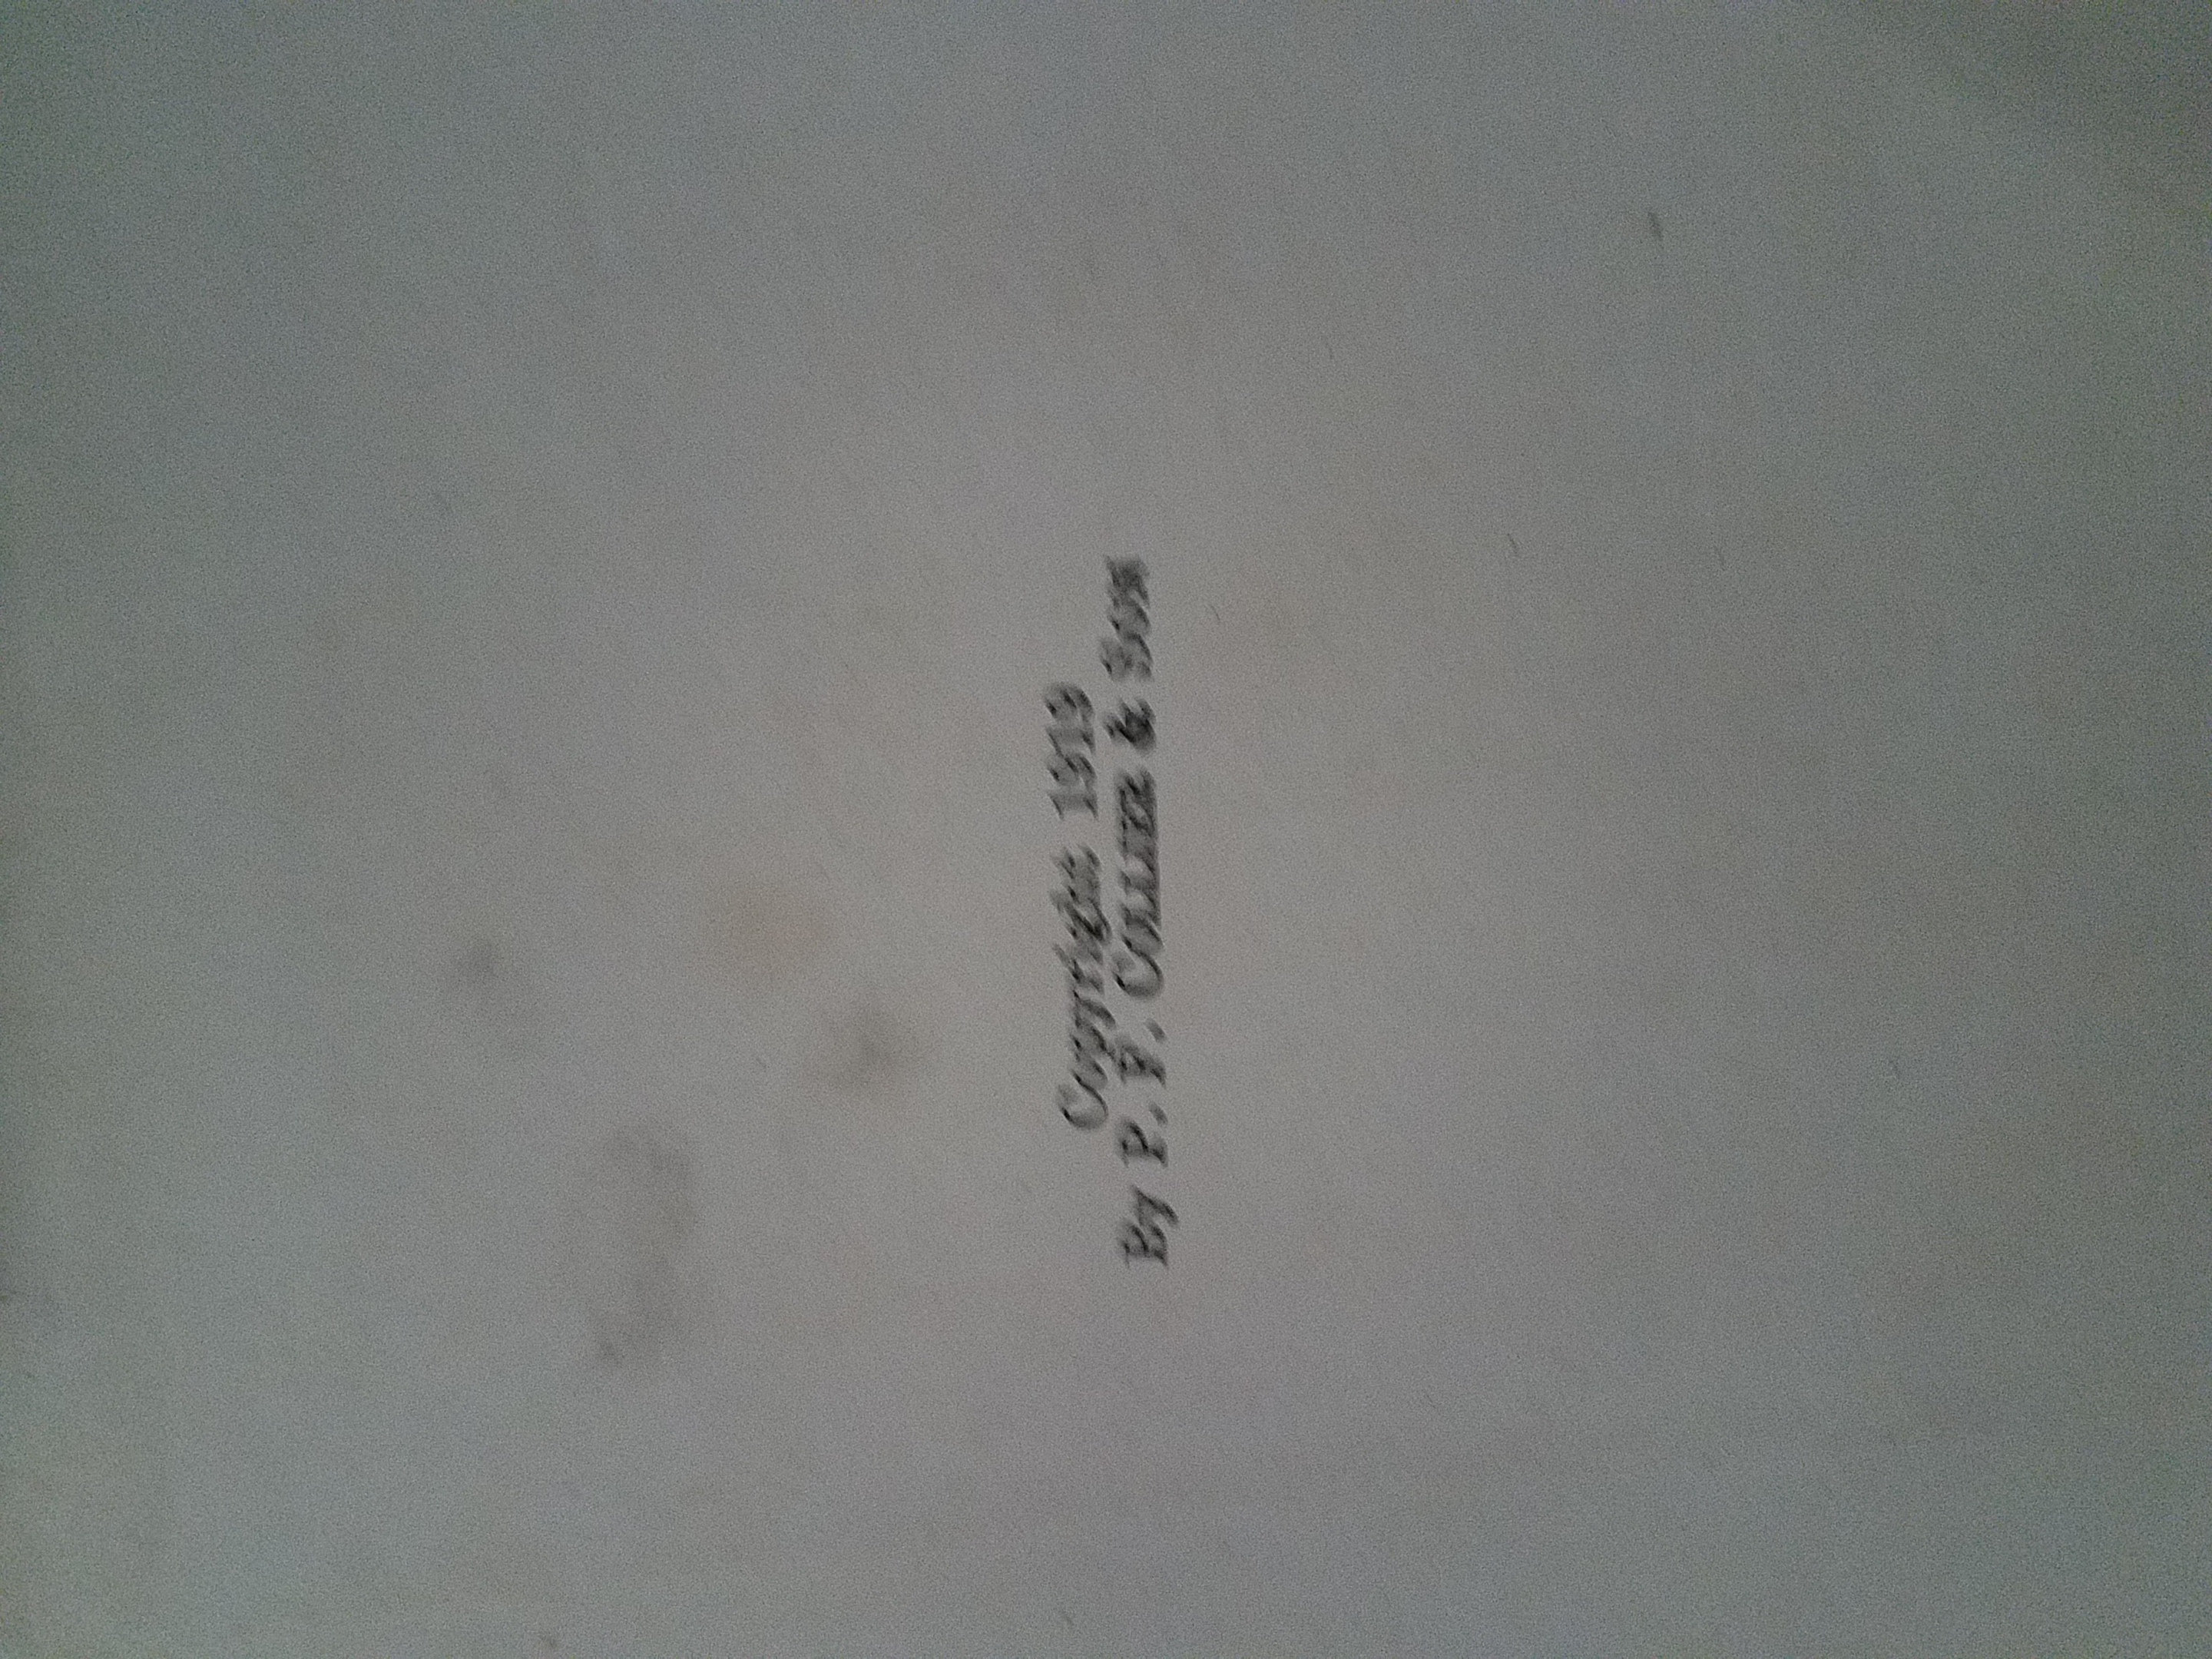 Copyright 1919
By P. F. COLLIER & SON